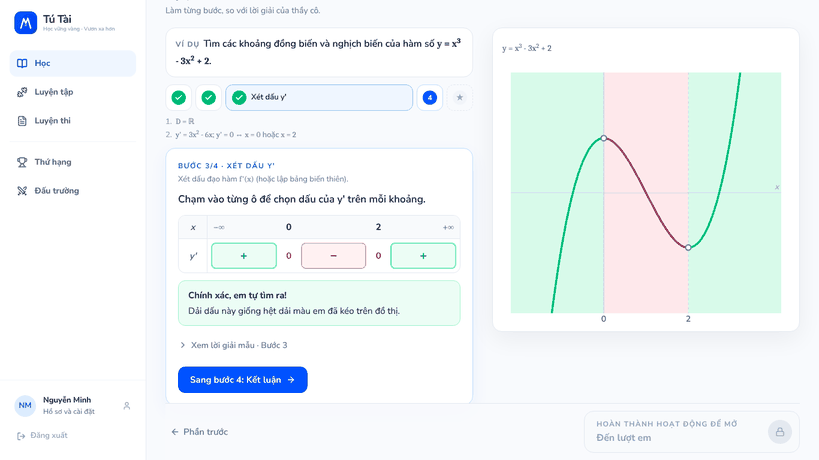 Tú Tài
Học vững vàng · Vươn xa hơn
Học
Luyện tập
Luyện thi
Thứ hạng
Đấu trường
NM
Nguyễn Minh
Hồ sơ và cài đặt
Đăng xuất
Làm từng bước, so với lời giải của thầy cô.
VÍ DỤ Tìm các khoảng đồng biến và nghịch biến của hàm số y = x³
- 3x² + 2.
Xét dấu y'
4
1. D = ℝ
2. y' = 3x² - 6x; y' = 0 ↔ x = 0 hoặc x = 2
BƯỚC 3/4 · XÉT DẤU Y'
Xét dấu đạo hàm f'(x) (hoặc lập bảng biến thiên).
Chạm vào từng ô để chọn dấu của y' trên mỗi khoảng.
x −∞ 0 2 +∞
y' + 0 − 0 +
Chính xác, em tự tìm ra!
Dải dấu này giống hệt dải màu em đã kéo trên đồ thị.
Xem lời giải mẫu · Bước 3
Sang bước 4: Kết luận →
y = x³ - 3x² + 2
x
0 2
← Phần trước
HOÀN THÀNH HOẠT ĐỘNG ĐỂ MỞ
Đến lượt em